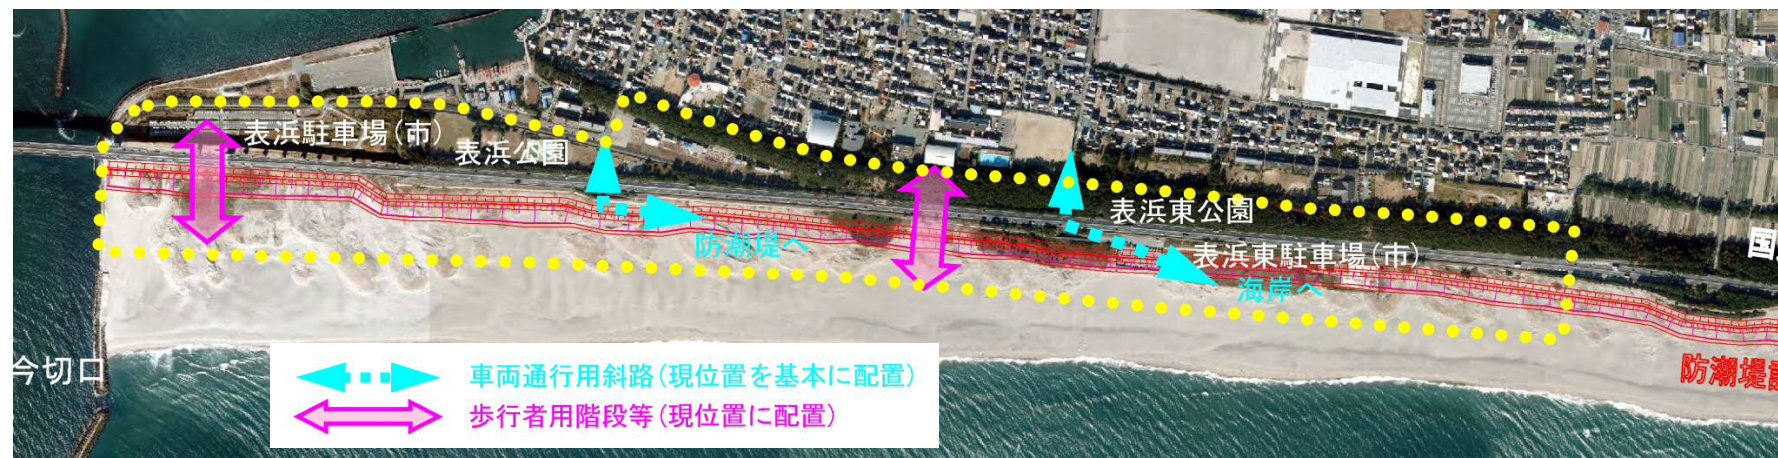 表浜駐車場(市)
表浜公園
防潮堤へ
表浜東公園
表浜東駐車場(市)
海岸へ
国
今切口
防潮堤
車両通行用斜路(現位置を基本に配置)
歩行者用階段等(現位置に配置)